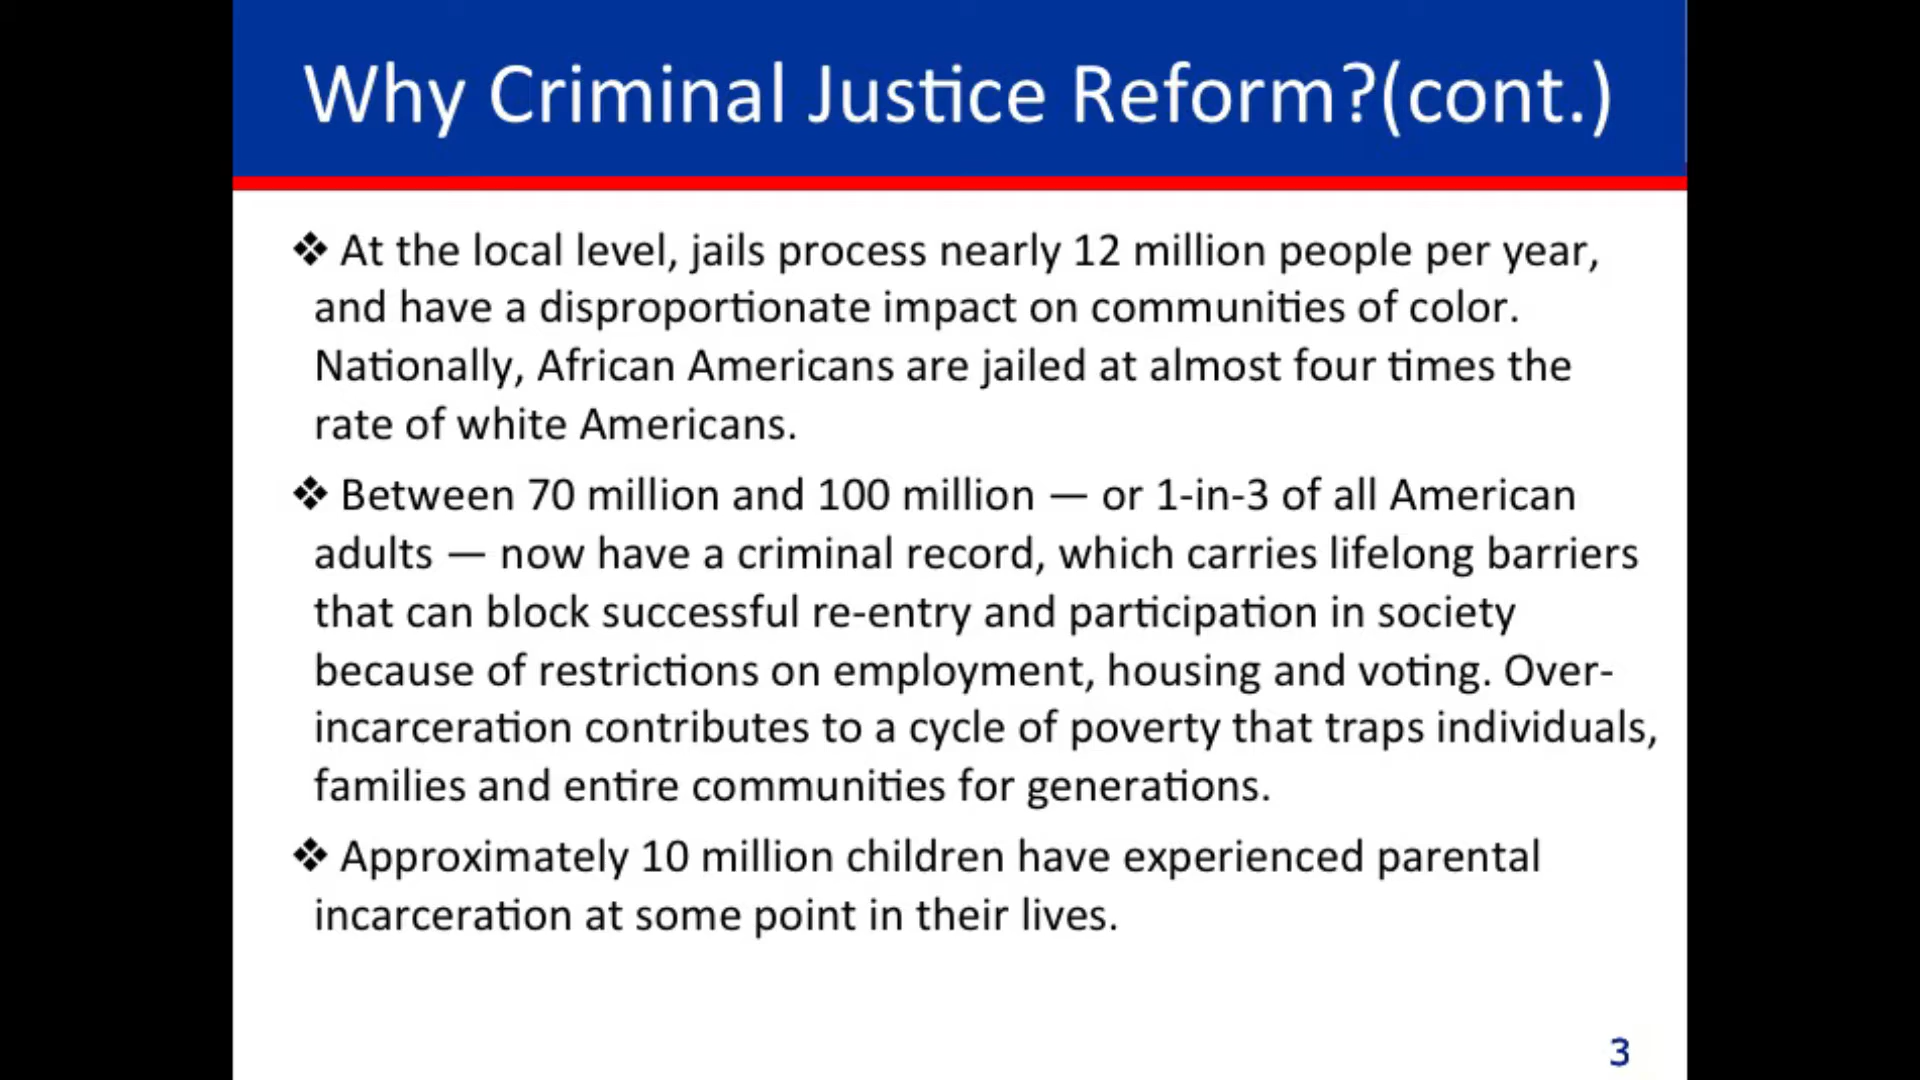 Why Criminal Justice Reform?(cont.)
❖ At the local level, jails process nearly 12 million people per year,
and have a disproportionate impact on communities of color.
Nationally, African Americans are jailed at almost four times the
rate of white Americans.
❖ Between 70 million and 100 million — or 1-in-3 of all American
adults — now have a criminal record, which carries lifelong barriers
that can block successful re-entry and participation in society
because of restrictions on employment, housing and voting. Over-
incarceration contributes to a cycle of poverty that traps individuals,
families and entire communities for generations.
❖ Approximately 10 million children have experienced parental
incarceration at some point in their lives.
3